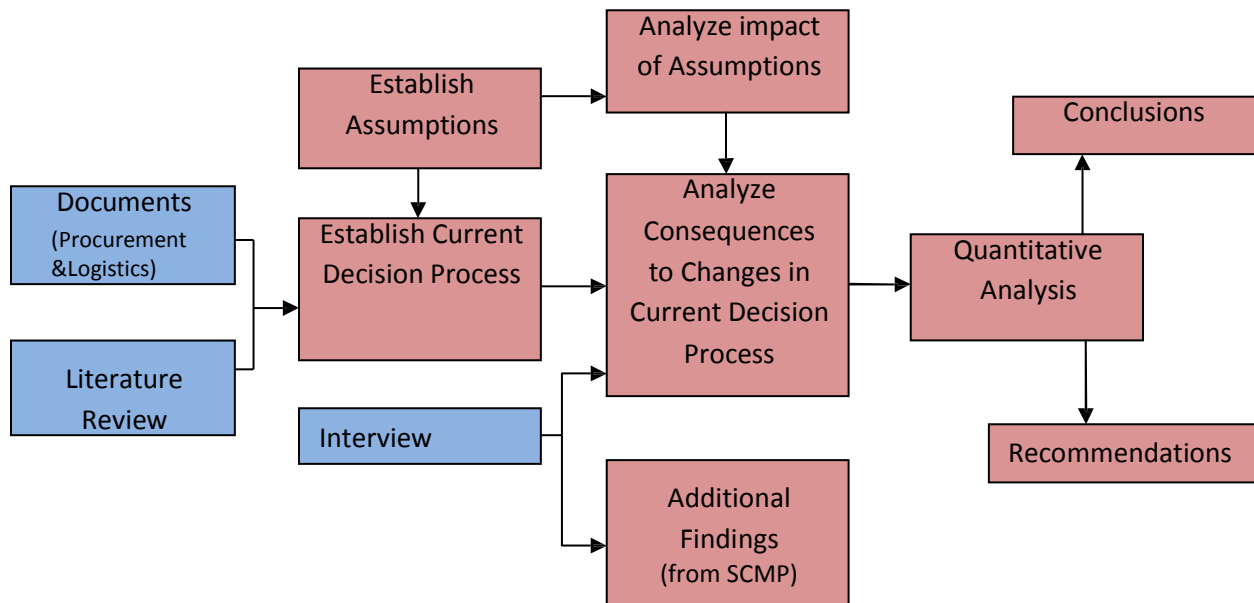 Analyze impact
of Assumptions
Establish
Assumptions
Conclusions
Documents
(Procurement
&Logistics)
Establish Current
Decision Process
Analyze
Consequences
to Changes in
Current Decision
Process
Quantitative
Analysis
Literature
Review
Interview
Recommendations
Additional
Findings
(from SCMP)